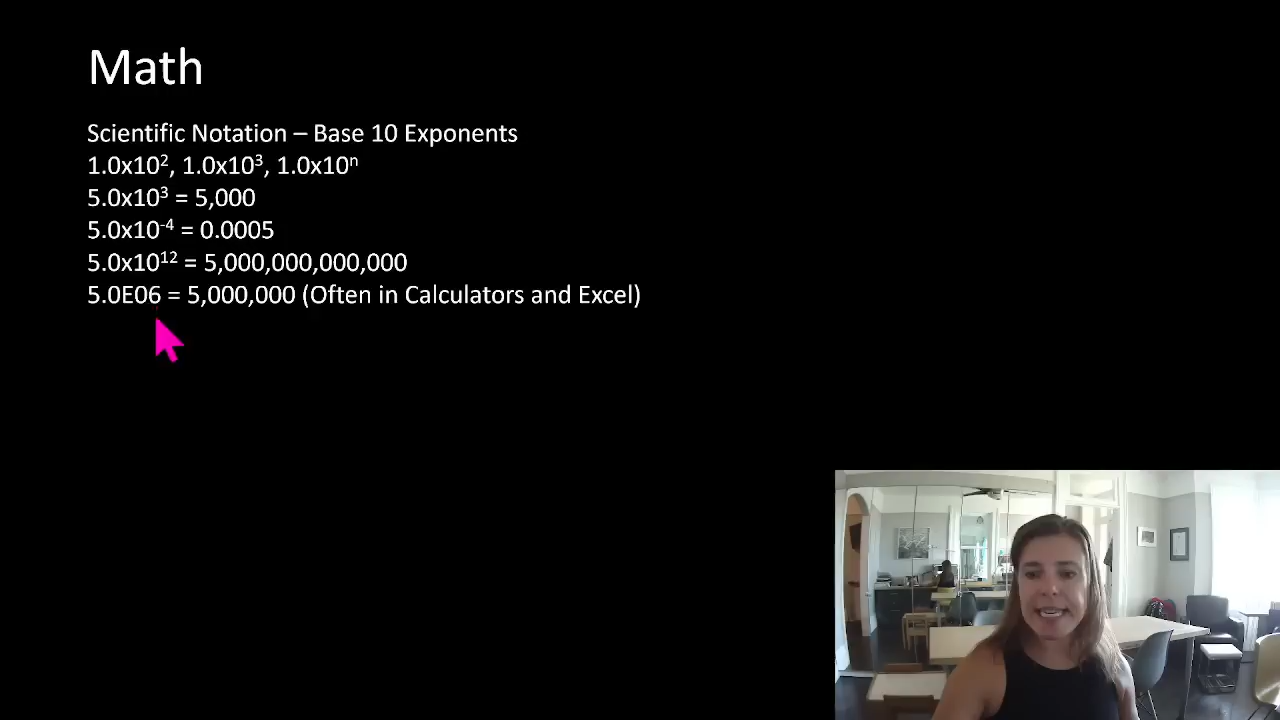 Math
Scientific Notation – Base 10 Exponents
1.0x10², 1.0x10³, 1.0x10ⁿ
5.0x10³ = 5,000
5.0x10⁻⁴ = 0.0005
5.0x10¹² = 5,000,000,000,000
5.0E06 = 5,000,000 (Often in Calculators and Excel)